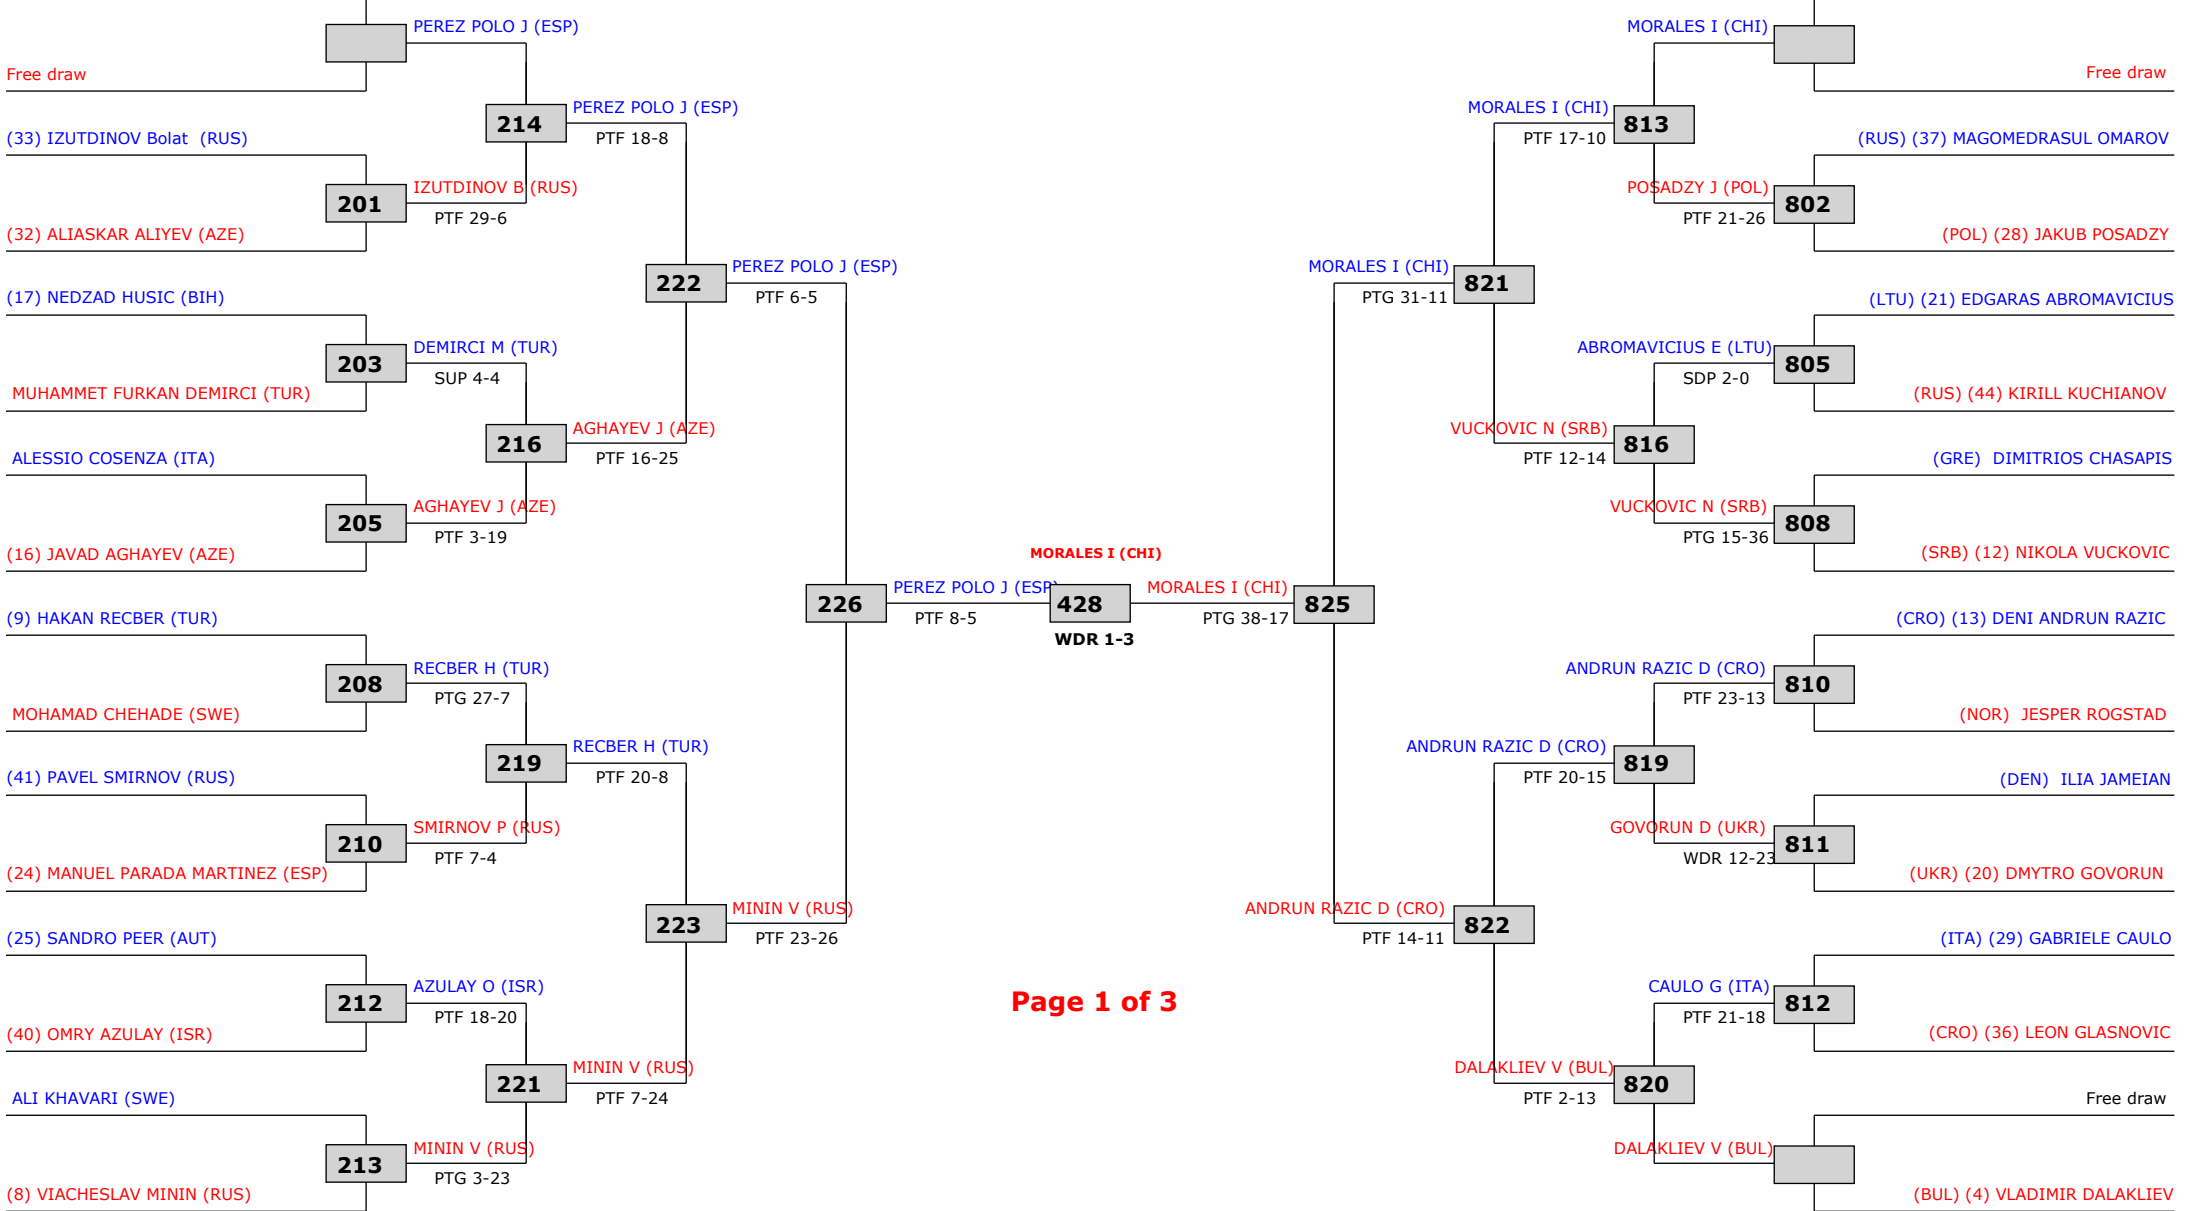 PEREZ POLO J (ESP)
Free draw
214
PEREZ POLO J (ESP)
PTF 18-8
(33) IZUTDINOV Bolat (RUS)
201
IZUTDINOV B (RUS)
PTF 29-6
(32) ALIASKAR ALIYEV (AZE)
222
PEREZ POLO J (ESP)
PTF 6-5
(17) NEDZAD HUSIC (BIH)
203
DEMIRCI M (TUR)
SUP 4-4
MUHAMMET FURKAN DEMIRCI (TUR)
216
AGHAYEV J (AZE)
PTF 16-25
ALESSIO COSENZA (ITA)
205
AGHAYEV J (AZE)
PTF 3-19
(16) JAVAD AGHAYEV (AZE)
226
PEREZ POLO J (ESP)
PTF 8-5
(9) HAKAN RECBER (TUR)
208
RECBER H (TUR)
PTG 27-7
MOHAMAD CHEHADE (SWE)
219
RECBER H (TUR)
PTF 20-8
(41) PAVEL SMIRNOV (RUS)
210
SMIRNOV P (RUS)
PTF 7-4
(24) MANUEL PARADA MARTINEZ (ESP)
223
MININ V (RUS)
PTF 23-26
(25) SANDRO PEER (AUT)
212
AZULAY O (ISR)
PTF 18-20
(40) OMRY AZULAY (ISR)
221
MININ V (RUS)
PTF 7-24
ALI KHAVARI (SWE)
213
MININ V (RUS)
PTG 3-23
(8) VIACHESLAV MININ (RUS)
MORALES I (CHI)
428
WDR 1-3
Page 1 of 3
MORALES I (CHI)
Free draw
MORALES I (CHI)
813
PTF 17-10
(RUS) (37) MAGOMEDRASUL OMAROV
POSADZY J (POL)
802
PTF 21-26
(POL) (28) JAKUB POSADZY
MORALES I (CHI)
821
PTG 31-11
(LTU) (21) EDGARAS ABROMAVICIUS
ABROMAVICIUS E (LTU)
805
SDP 2-0
(RUS) (44) KIRILL KUCHIANOV
VUCKOVIC N (SRB)
816
PTF 12-14
(GRE) DIMITRIOS CHASAPIS
VUCKOVIC N (SRB)
808
PTG 15-36
(SRB) (12) NIKOLA VUCKOVIC
MORALES I (CHI)
825
PTG 38-17
(CRO) (13) DENI ANDRUN RAZIC
ANDRUN RAZIC D (CRO)
810
PTF 23-13
(NOR) JESPER ROGSTAD
ANDRUN RAZIC D (CRO)
819
PTF 20-15
(DEN) ILIA JAMEIAN
GOVORUN D (UKR)
811
WDR 12-23
(UKR) (20) DMYTRO GOVORUN
ANDRUN RAZIC D (CRO)
822
PTF 14-11
(ITA) (29) GABRIELE CAULO
CAULO G (ITA)
812
PTF 21-18
(CRO) (36) LEON GLASNOVIC
DALAKLIEV V (BUL)
820
PTF 2-13
Free draw
DALAKLIEV V (BUL)
(BUL) (4) VLADIMIR DALAKLIEV